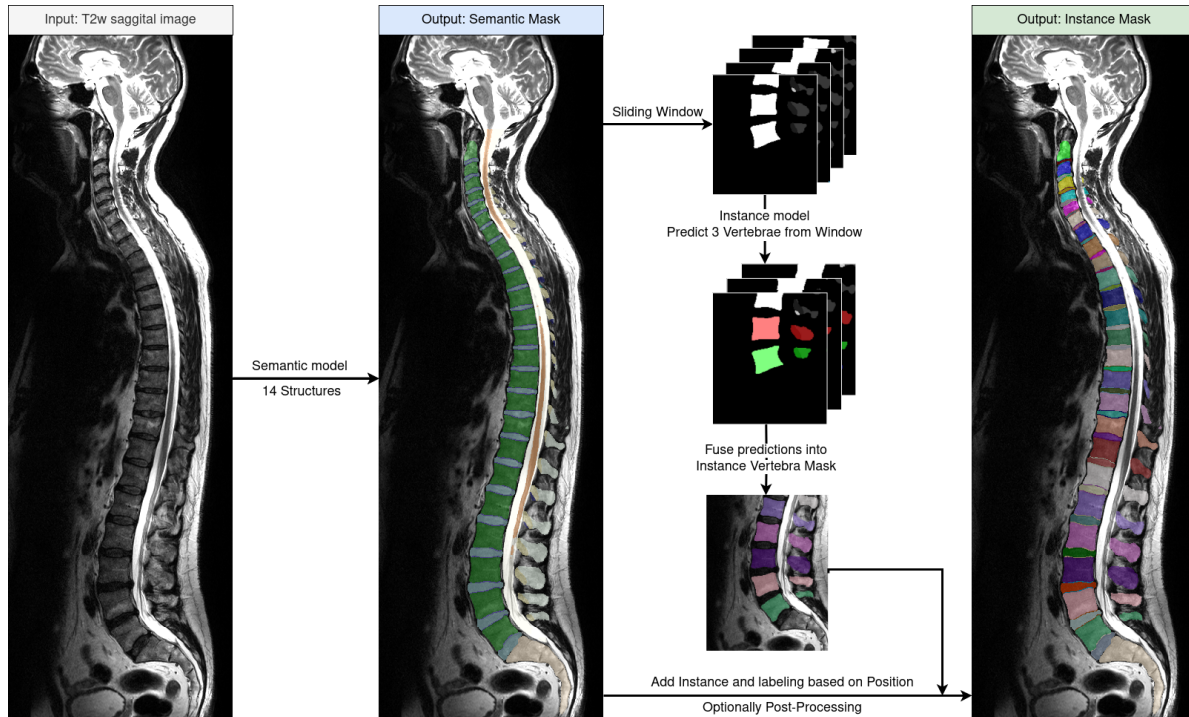 Input: T2w saggital image
Output: Semantic Mask
Output: Instance Mask
Sliding Window
Instance model
Predict 3 Vertebrae from Window
Semantic model
14 Structures
Fuse predictions into
Instance Vertebra Mask
Add Instance and labeling based on Position
Optionally Post-Processing